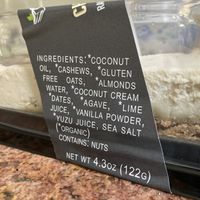 INGREDIENTS: *COCONUT
OIL, *CASHEWS, *GLUTEN
FREE OATS, *ALMONDS
WATER, *COCONUT CREAM
*DATES, *AGAVE, *LIME
JUICE, *VANILLA POWDER,
*YUZU JUICE, SEA SALT
(*ORGANIC)
CONTAINS: NUTS
NET WT 4.3oz (122g)